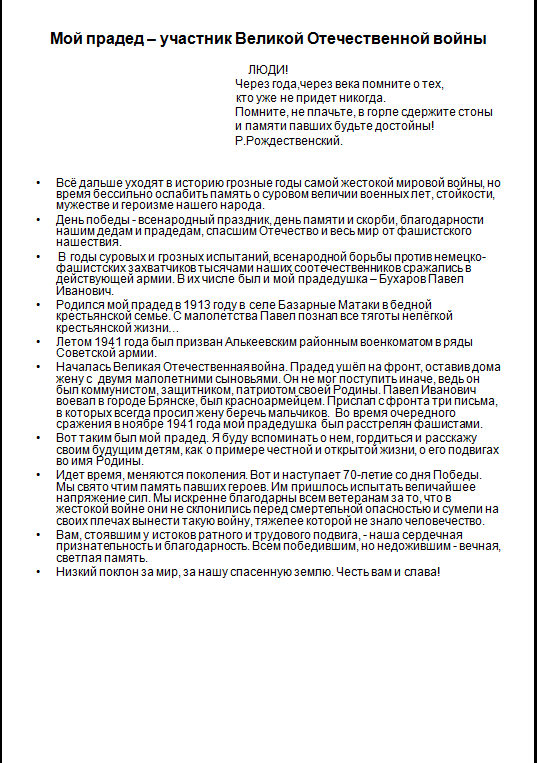 Мой прадед – участник Великой Отечественной войны
ЛЮДИ!
Через года,через века помните о тех,
кто уже не придет никогда.
Помните, не плачьте, в горле сдержите стоны
и памяти павших будьте достойны!
Р.Рождественский.
• Всё дальше уходят в историю грозные годы самой жестокой мировой войны, но
время бессильно ослабить память о суровом величии военных лет, стойкости,
мужестве и героизме нашего народа.
• День победы - всенародный праздник, день памяти и скорби, благодарности
нашим дедам и прадедам, спасшим Отечество и весь мир от фашистского
нашествия.
• В годы суровых и грозных испытаний, всенародной борьбы против немецко-
фашистских захватчиков тысячами наших соотечественников сражались в
действующей армии. В их числе был и мой прадедушка – Бухаров Павел
Иванович.
• Родился мой прадед в 1913 году в селе Базарные Матаки в бедной
крестьянской семье. С малолетства Павел познал все тяготы нелёгкой
крестьянской жизни…
• Летом 1941 года был призван Алькеевским районным военкоматом в ряды
Советской армии.
• Началась Великая Отечественная война. Прадед ушёл на фронт, оставив дома
жену с двумя малолетними сыновьями. Он не мог поступить иначе, ведь он
был коммунистом, защитником, патриотом своей Родины. Павел Иванович
воевал в городе Брянске, был красноармейцем. Прислал с фронта три письма,
в которых всегда просил жену беречь мальчиков. Во время очередного
сражения в ноябре 1941 года мой прадедушка был расстрелян фашистами.
• Вот таким был мой прадед. Я буду вспоминать о нем, гордиться и расскажу
своим будущим детям, как о примере честной и открытой жизни, о его подвигах
во имя Родины.
• Идет время, меняются поколения. Вот и наступает 70-летие со дня Победы.
Мы свято чтим память павших героев. Им пришлось испытать величайшее
напряжение сил. Мы искренне благодарны всем ветеранам за то, что в
жестокой войне они не склонились перед смертельной опасностью и сумели на
своих плечах вынести такую войну, тяжелее которой не знало человечество.
• Вам, стоявшим у истоков ратного и трудового подвига, - наша сердечная
признательность и благодарность. Всем победившим, но недожившим - вечная,
светлая память.
• Низкий поклон за мир, за нашу спасенную землю. Честь вам и слава!